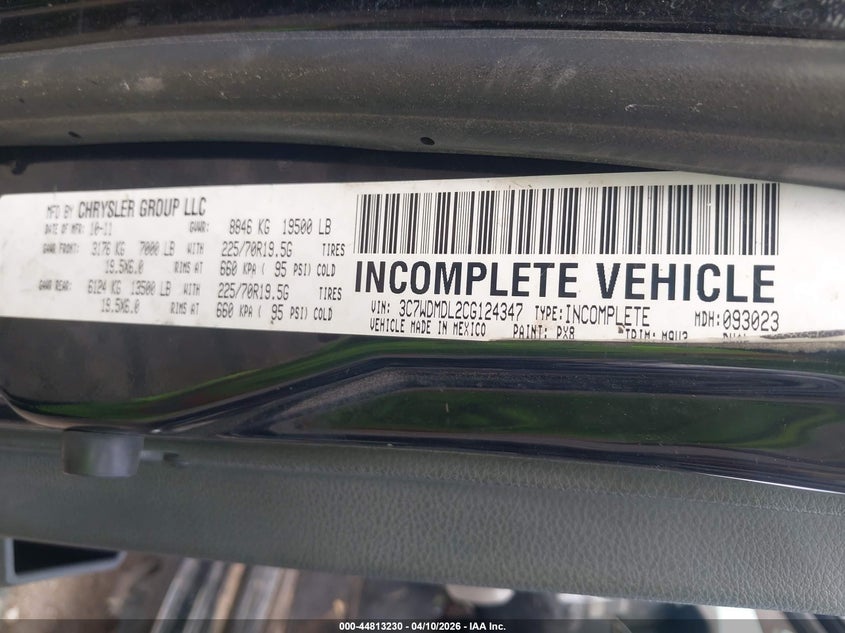 MFD BY CHRYSLER GROUP LLC
DATE OF MFR: 10-11 GVWR: 8846 KG 19500 LB
GAWR FRONT: 3176 KG 7000 LB WITH 225/70R19.5G TIRES
19.5X6.0 RIMS AT 660 KPA ( 95 PSI) COLD
GAWR REAR: 6124 KG 13500 LB WITH 225/70R19.5G TIRES
19.5X6.0 RIMS AT 660 KPA ( 95 PSI) COLD
INCOMPLETE VEHICLE
VIN: 3C7WDMDL2CG124347 TYPE: INCOMPLETE MDH: 093023
VEHICLE MADE IN MEXICO PAINT: PX8 TRIM:
000-44813230 - 04/10/2026 - IAA Inc.